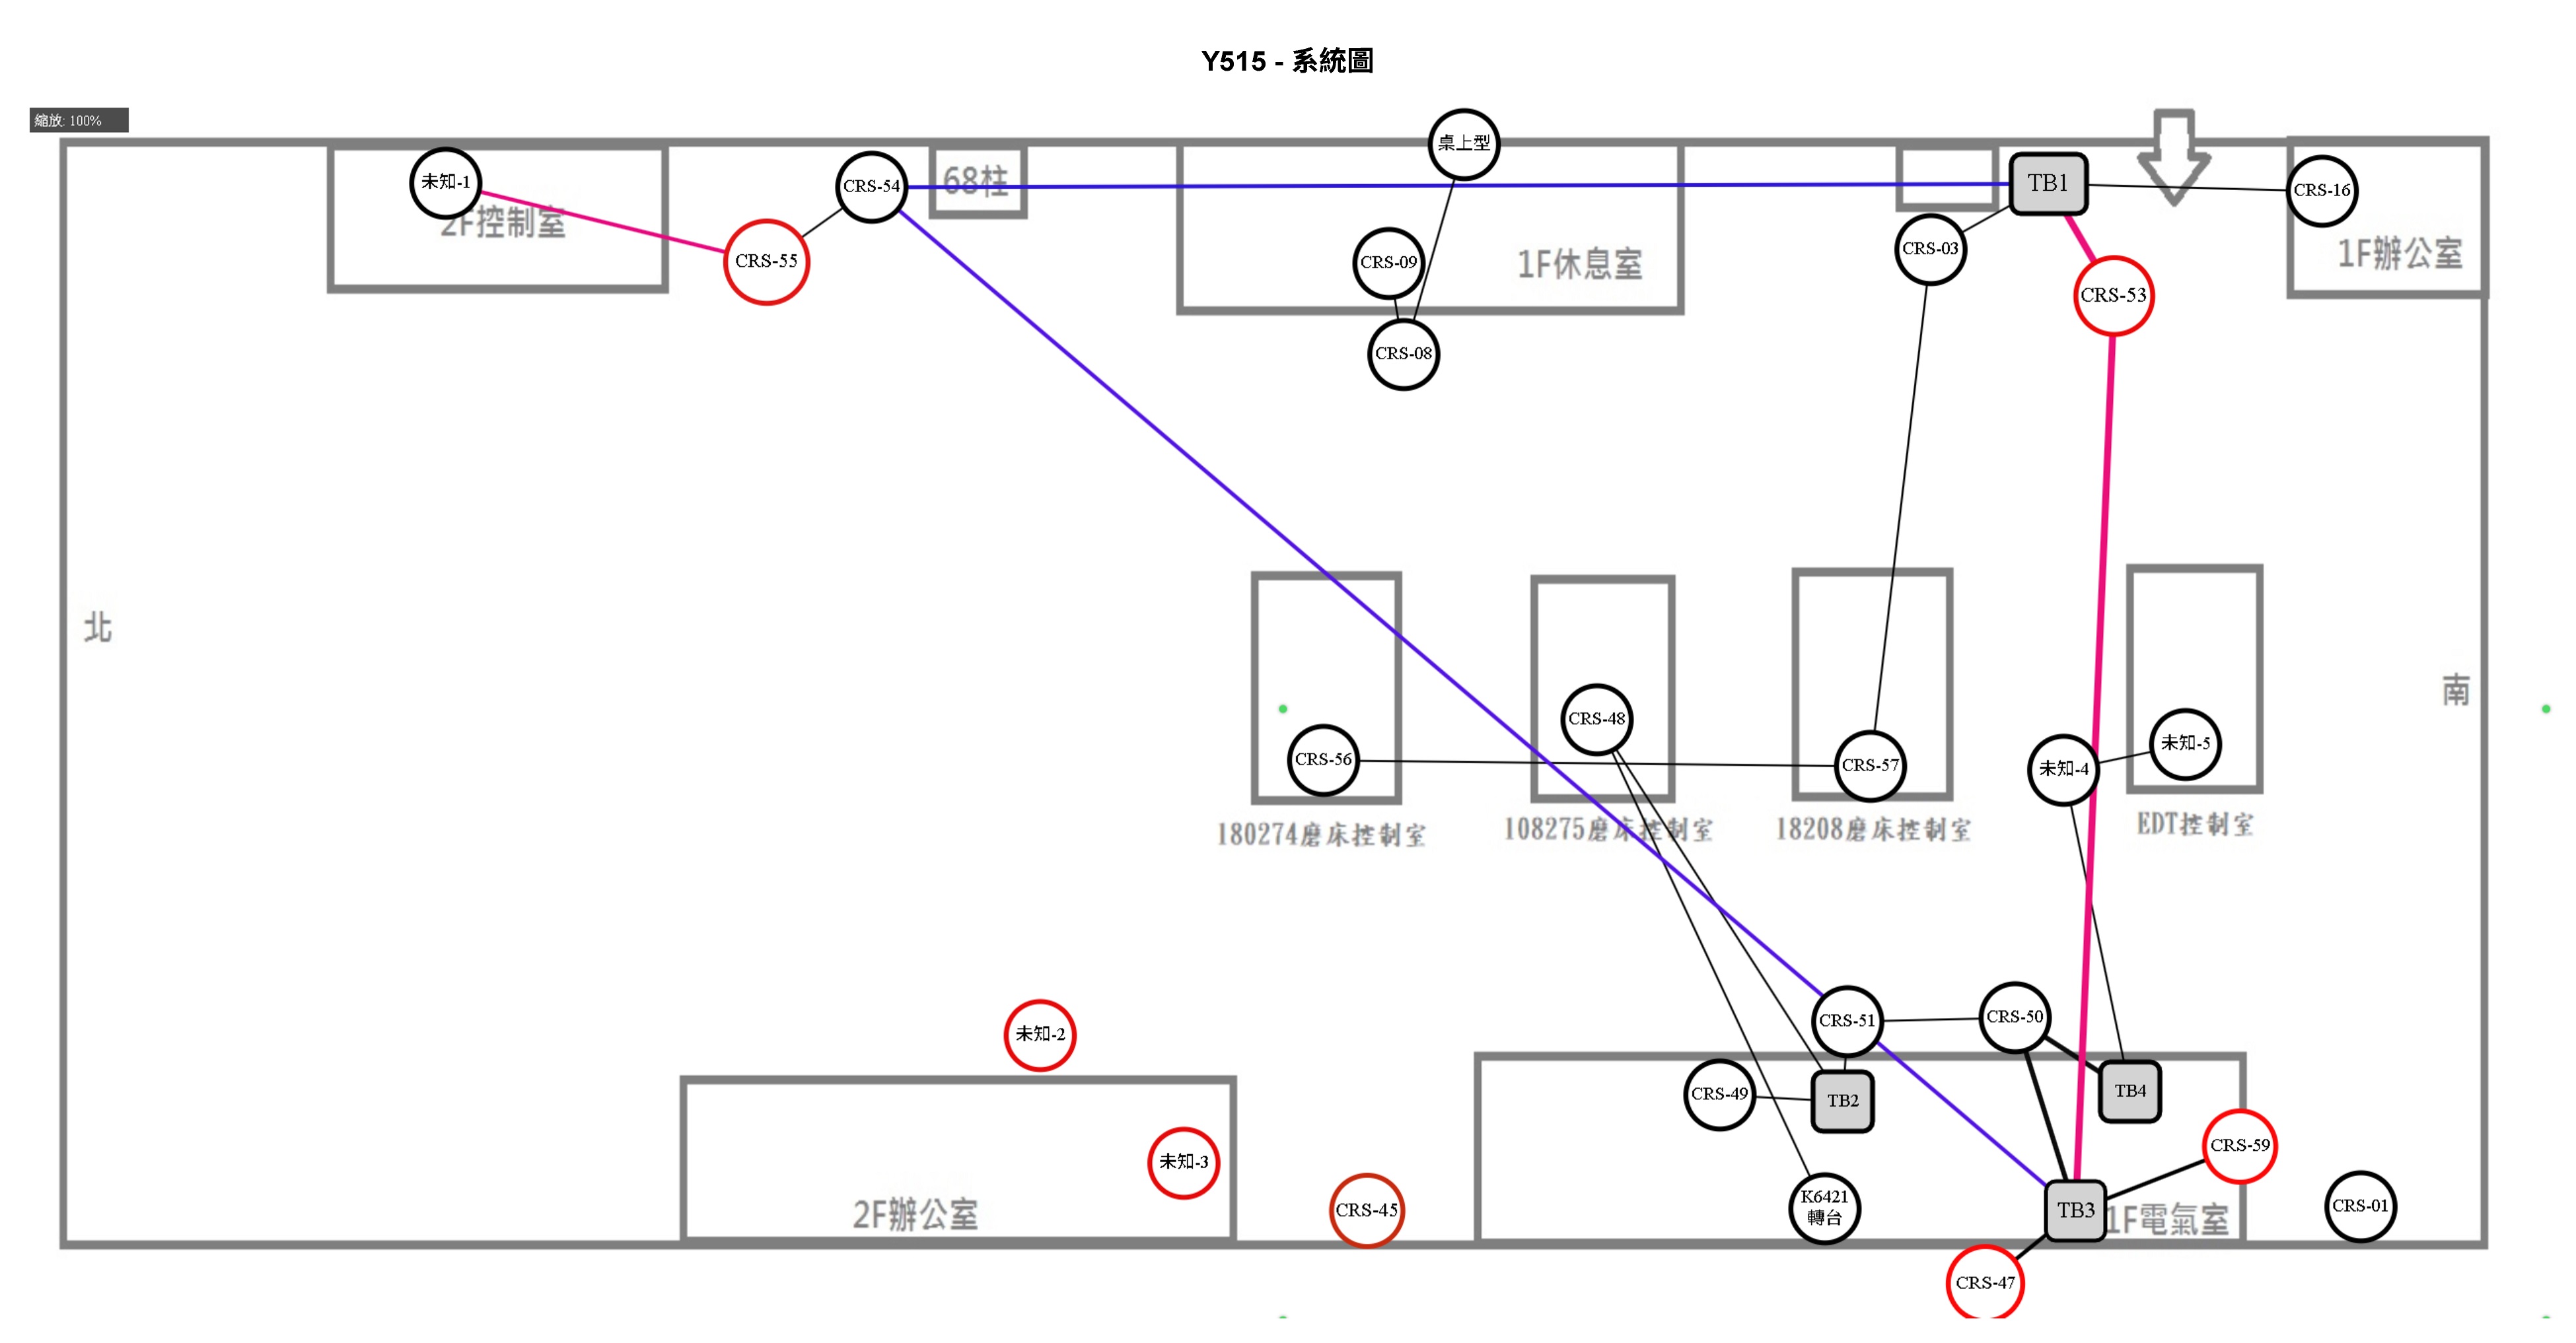 Y515 - 系統圖
縮放: 100%
桌上型
未知-1
CRS-54
68柱
TB1
CRS-16
2F控制室
CRS-55
CRS-09
1F休息室
CRS-03
1F辦公室
CRS-53
CRS-08
北
南
CRS-48
未知-5
CRS-56
CRS-57
未知-4
180274磨床控制室
108275磨床控制室
18208磨床控制室
EDT控制室
未知-2
CRS-51
CRS-50
CRS-49
TB2
TB4
未知-3
CRS-59
2F辦公室
CRS-45
K6421
轉台
TB3
1F電氣室
CRS-01
CRS-47